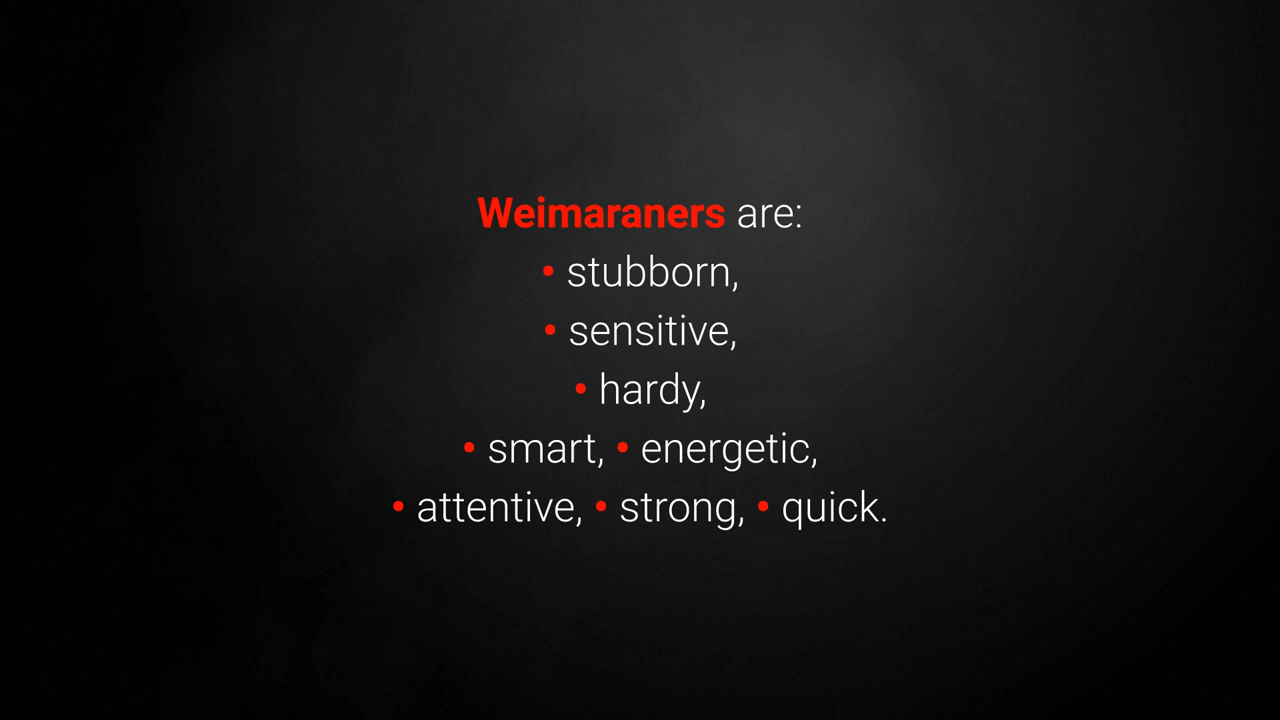 Weimaraners are:
• stubborn,
• sensitive,
• hardy,
• smart, • energetic,
• attentive, • strong, • quick.